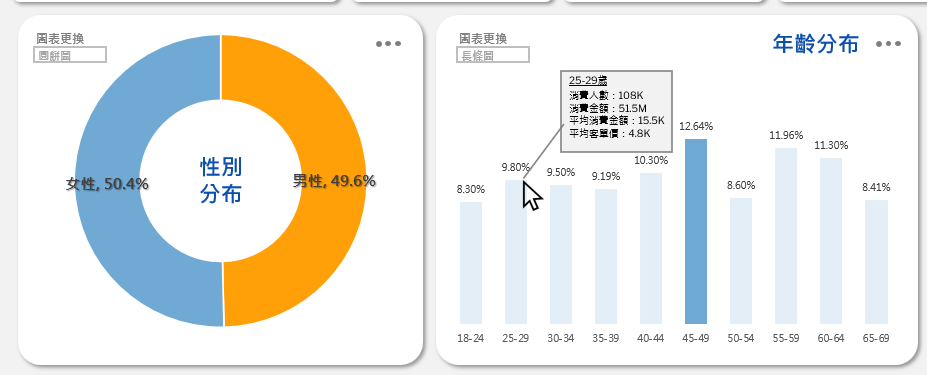 圖表更換
圓餅圖
性別
分布
女性, 50.4%
男性, 49.6%
圖表更換
長條圖
年齡分布
25-29歲
消費人數：108K
消費金額：51.5M
平均消費金額：15.5K
平均客單價：4.8K
8.30%
9.80%
9.50%
9.19%
10.30%
12.64%
8.60%
11.96%
11.30%
8.41%
18-24
25-29
30-34
35-39
40-44
45-49
50-54
55-59
60-64
65-69